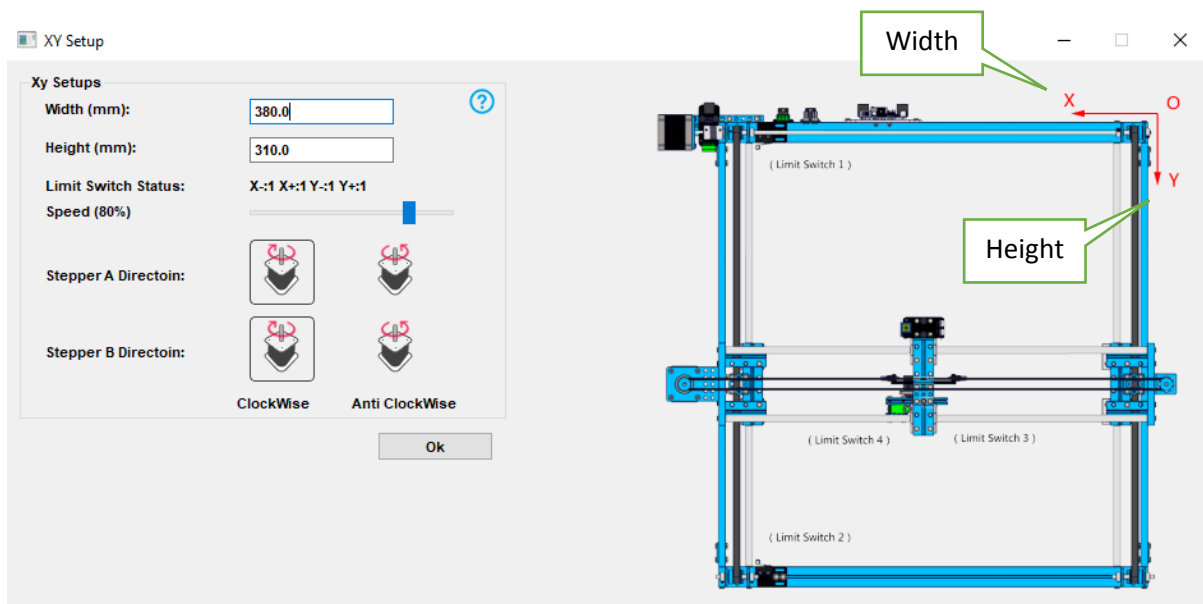 XY Setup
Width
Xy Setups
Width (mm):
380.0
?
Height (mm):
310.0
Limit Switch Status:
X-:1 X+:1 Y-:1 Y+:1
Speed (80%)
Stepper A Directoin:
Stepper B Directoin:
ClockWise
Anti ClockWise
Ok
X
O
( Limit Switch 1 )
Y
Height
( Limit Switch 4 )
( Limit Switch 3 )
( Limit Switch 2 )